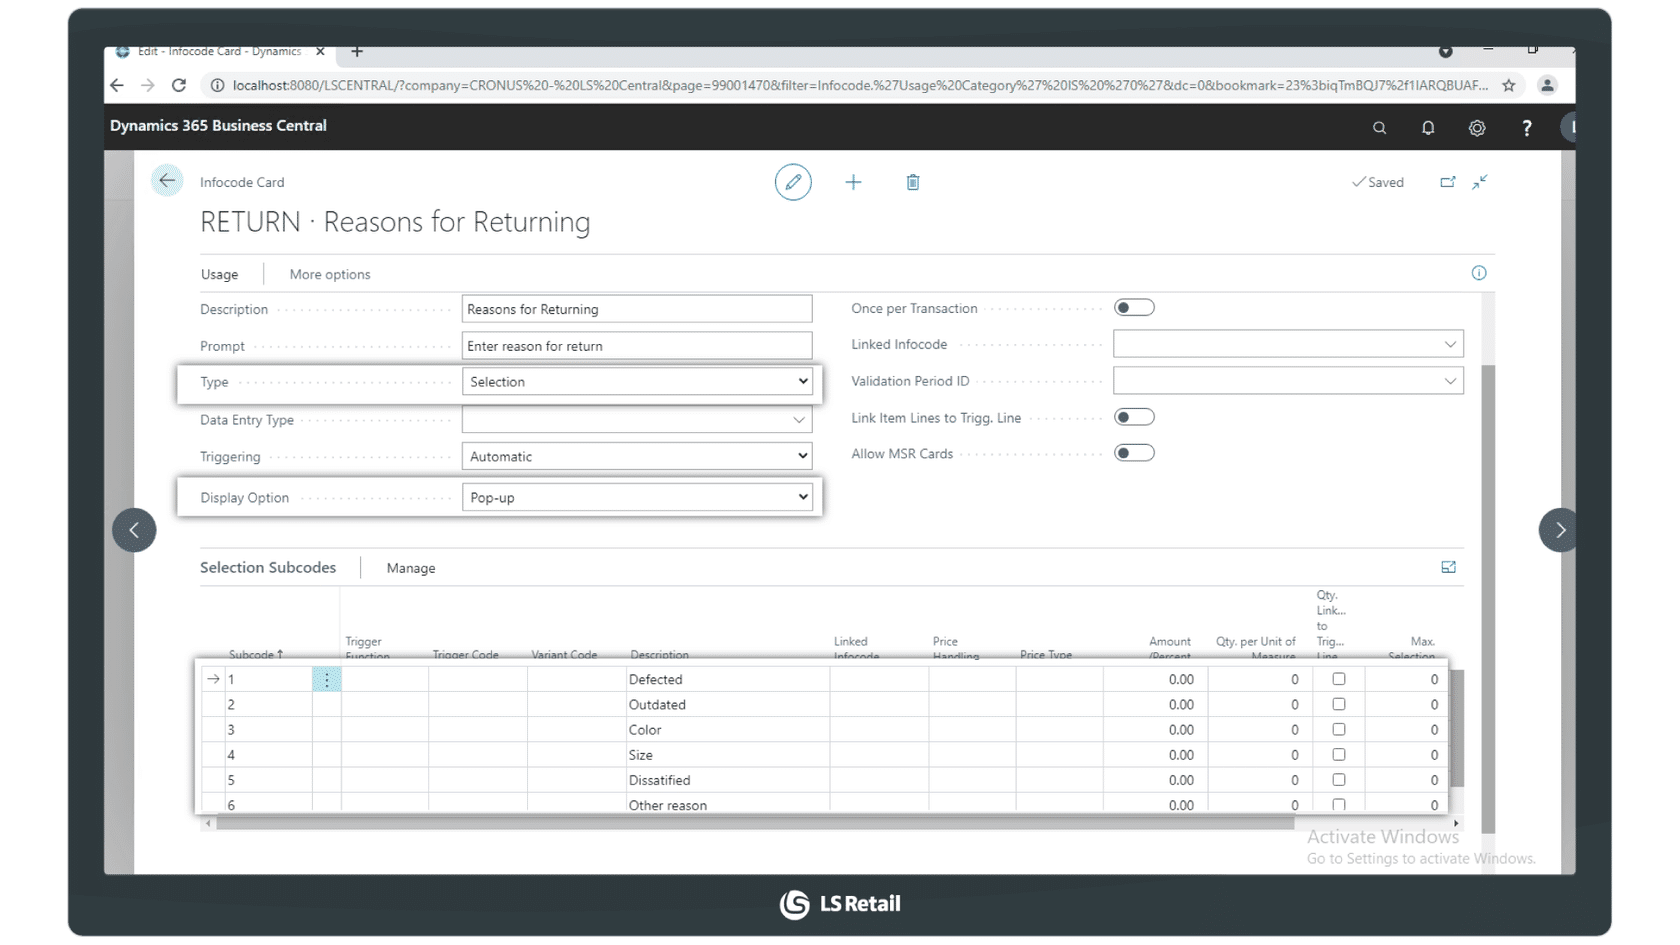 Edit - Infocode Card - Dynamics
localhost:8080/LSCENTRAL/?company=CRONUS%20-%20LS%20Central&page=99001470&filter=Infocode.%27Usage%20Category%27%20IS%20%270%27&dc=0&bookmark=23%3biqTmBQJ7%2f1IARQBUAF...
Dynamics 365 Business Central
?
L
Infocode Card
Saved
RETURN · Reasons for Returning
Usage
More options
Description
Reasons for Returning
Once per Transaction
Prompt
Enter reason for return
Linked Infocode
Type
Selection
Validation Period ID
Data Entry Type
Link Item Lines to Trigg. Line
Triggering
Automatic
Allow MSR Cards
Display Option
Pop-up
Selection Subcodes
Manage
Subcode ↑
Trigger Function
Trigger Code
Variant Code
Description
Linked Infocode
Price Handling
Price Type
Amount /Percent
Qty. per Unit of Measure
Qty. Link... to Trig... Line
Max. Selection
1 Defected 0.00 0 0
2 Outdated 0.00 0 0
3 Color 0.00 0 0
4 Size 0.00 0 0
5 Dissatified 0.00 0 0
6 Other reason 0.00 0 0
Activate Windows
Go to Settings to activate Windows.
LS Retail